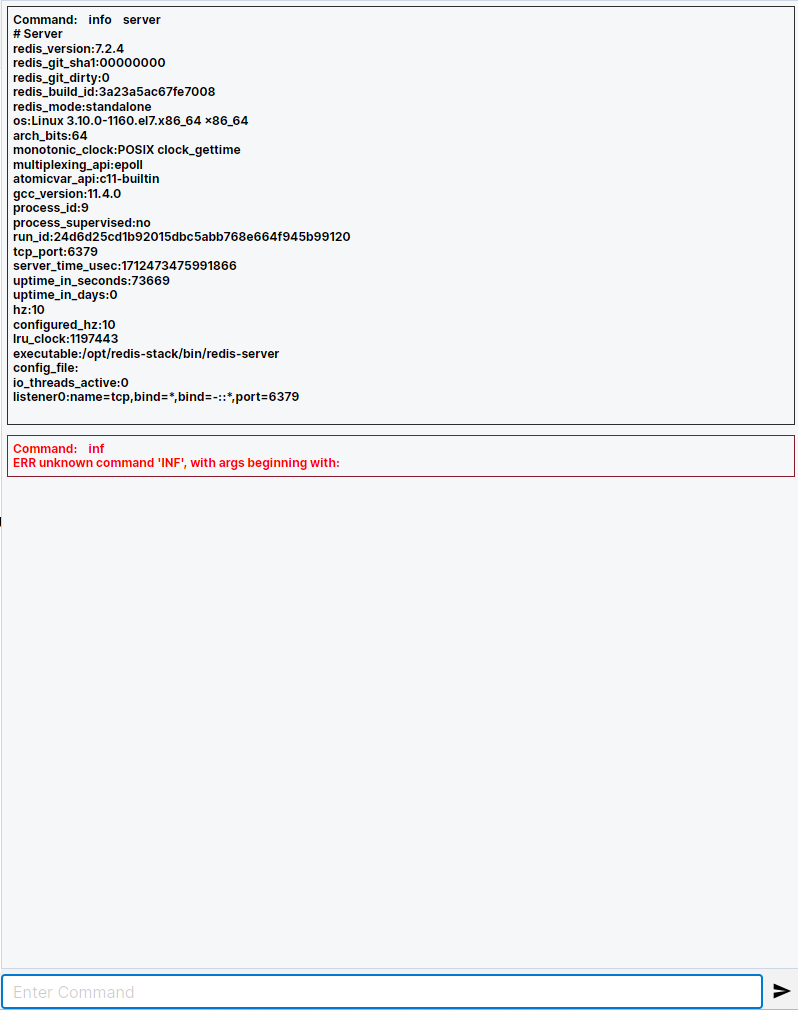 Command: info server
# Server
redis_version:7.2.4
redis_git_sha1:00000000
redis_git_dirty:0
redis_build_id:3a23a5ac67fe7008
redis_mode:standalone
os:Linux 3.10.0-1160.el7.x86_64 ×86_64
arch_bits:64
monotonic_clock:POSIX clock_gettime
multiplexing_api:epoll
atomicvar_api:c11-builtin
gcc_version:11.4.0
process_id:9
process_supervised:no
run_id:24d6d25cd1b92015dbc5abb768e664f945b99120
tcp_port:6379
server_time_usec:1712473475991866
uptime_in_seconds:73669
uptime_in_days:0
hz:10
configured_hz:10
lru_clock:1197443
executable:/opt/redis-stack/bin/redis-server
config_file:
io_threads_active:0
listener0:name=tcp,bind=*,bind=-::*,port=6379
Command: inf
ERR unknown command 'INF', with args beginning with:
Enter Command